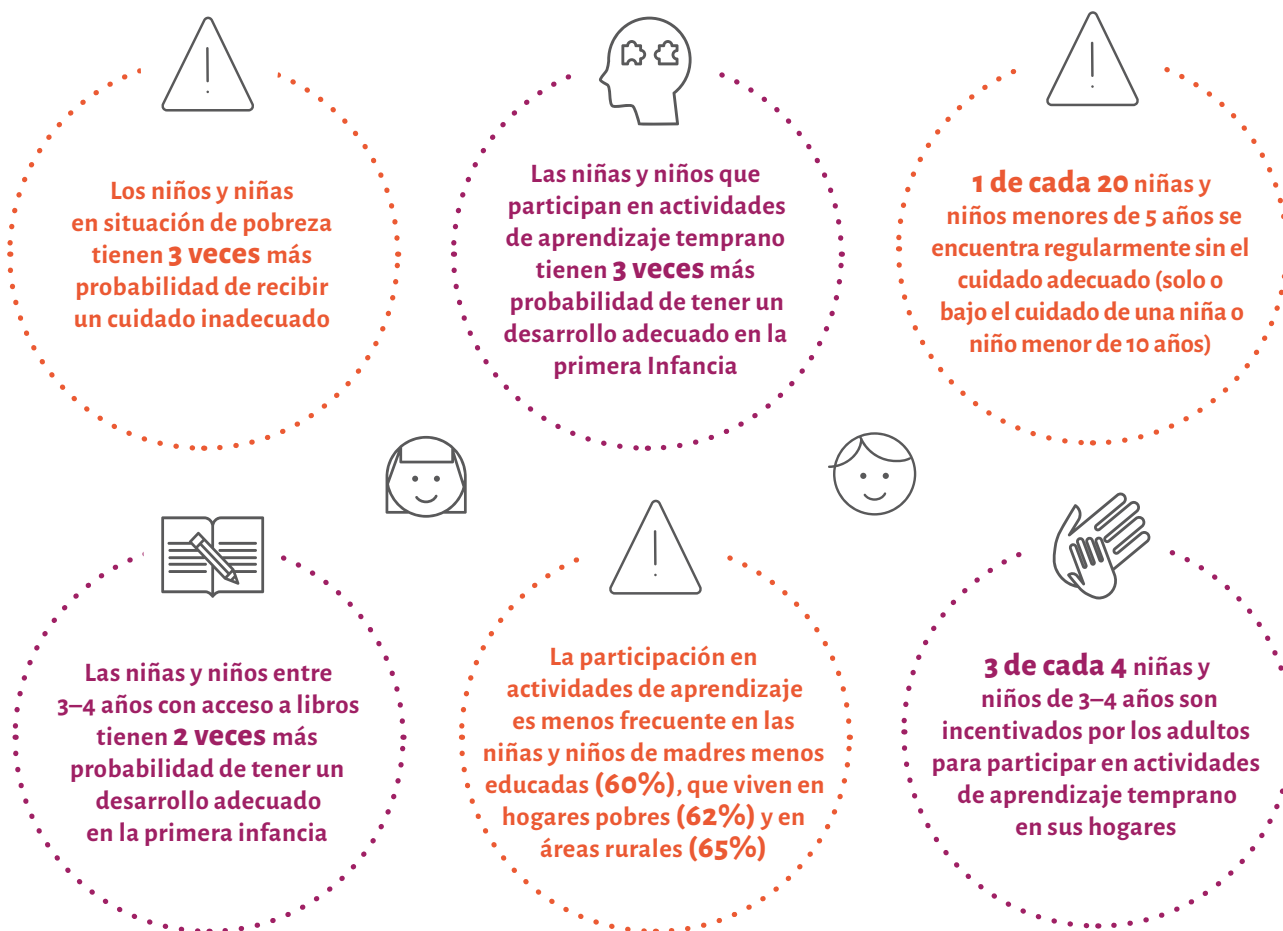 Los niños y niñas
en situación de pobreza
tienen 3 veces más
probabilidad de recibir
un cuidado inadecuado
Las niñas y niños que
participan en actividades
de aprendizaje temprano
tienen 3 veces más
probabilidad de tener un
desarrollo adecuado en la
primera Infancia
1 de cada 20 niñas y
niños menores de 5 años se
encuentra regularmente sin el
cuidado adecuado (solo o
bajo el cuidado de una niña o
niño menor de 10 años)
Las niñas y niños entre
3–4 años con acceso a libros
tienen 2 veces más
probabilidad de tener un
desarrollo adecuado
en la primera infancia
La participación en
actividades de aprendizaje
es menos frecuente en las
niñas y niños de madres menos
educadas (60%), que viven en
hogares pobres (62%) y en
áreas rurales (65%)
3 de cada 4 niñas y
niños de 3–4 años son
incentivados por los adultos
para participar en actividades
de aprendizaje temprano
en sus hogares